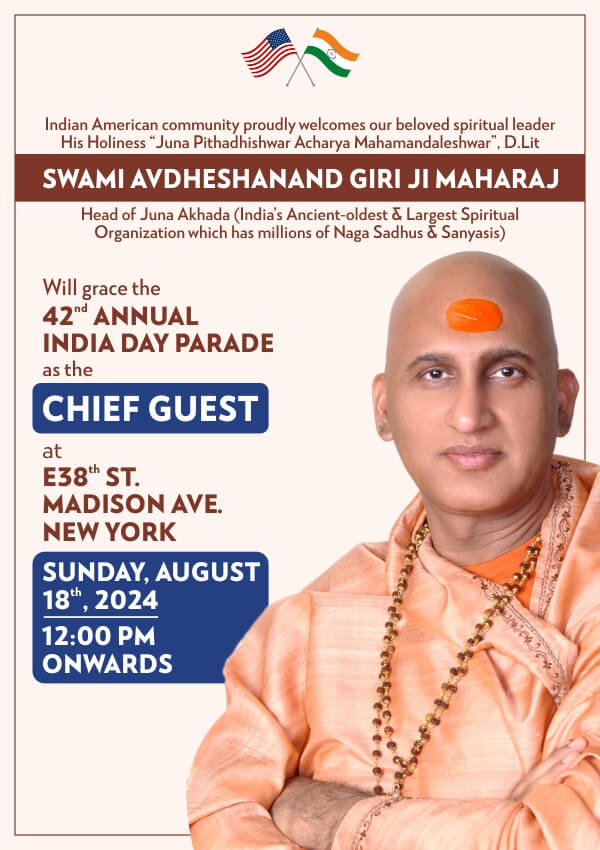 Indian American community proudly welcomes our beloved spiritual leader
His Holiness “Juna Pithadhishwar Acharya Mahamandaleshwar”, D.Lit
SWAMI AVDHESHANAND GIRI JI MAHARAJ
Head of Juna Akhada (India’s Ancient-oldest & Largest Spiritual
Organization which has millions of Naga Sadhus & Sanyasis)
Will grace the
42nd ANNUAL
INDIA DAY PARADE
as the
CHIEF GUEST
at
E38th ST.
MADISON AVE.
NEW YORK
SUNDAY, AUGUST
18th, 2024
12:00 PM
ONWARDS